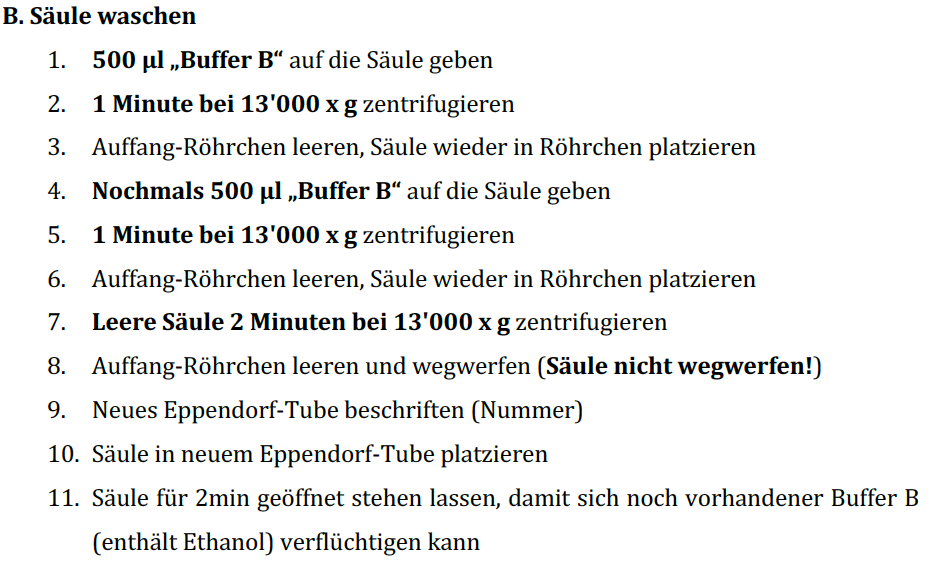 B. Säule waschen
1. 500 µl „Buffer B“ auf die Säule geben
2. 1 Minute bei 13'000 x g zentrifugieren
3. Auffang-Röhrchen leeren, Säule wieder in Röhrchen platzieren
4. Nochmals 500 µl „Buffer B“ auf die Säule geben
5. 1 Minute bei 13'000 x g zentrifugieren
6. Auffang-Röhrchen leeren, Säule wieder in Röhrchen platzieren
7. Leere Säule 2 Minuten bei 13'000 x g zentrifugieren
8. Auffang-Röhrchen leeren und wegwerfen (Säule nicht wegwerfen!)
9. Neues Eppendorf-Tube beschriften (Nummer)
10. Säule in neuem Eppendorf-Tube platzieren
11. Säule für 2min geöffnet stehen lassen, damit sich noch vorhandener Buffer B
(enthält Ethanol) verflüchtigen kann